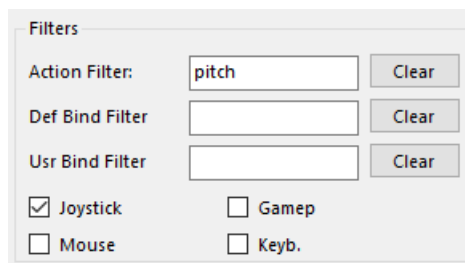 Filters
Action Filter: pitch Clear
Def Bind Filter Clear
Usr Bind Filter Clear
Joystick Gamep
Mouse Keyb.